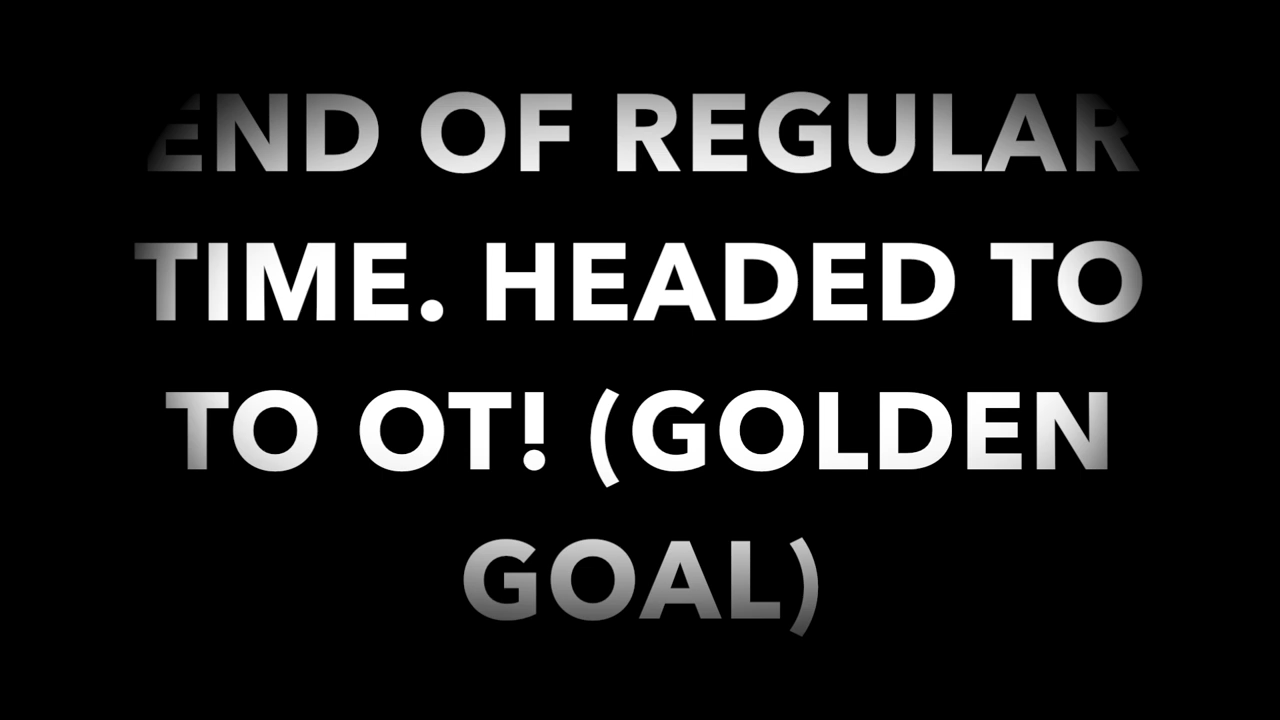 END OF REGULAR
TIME. HEADED TO
TO OT! (GOLDEN
GOAL)